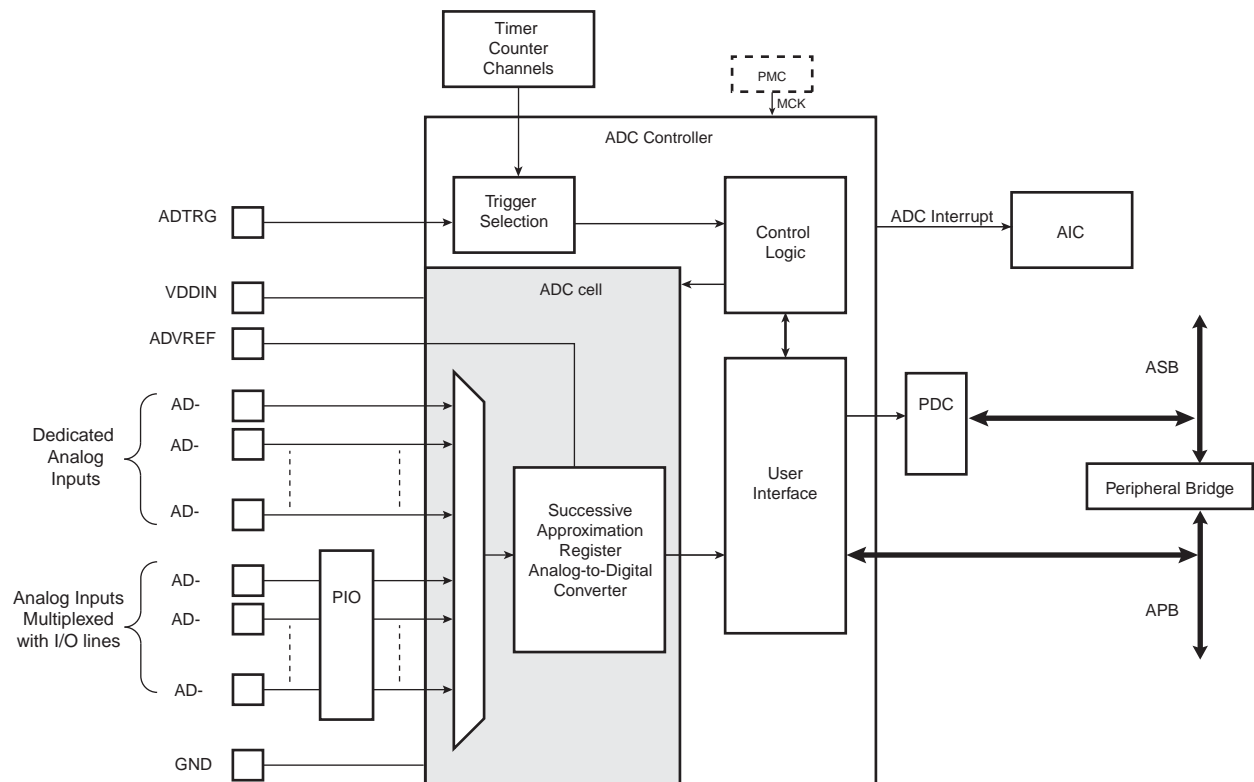 Timer
Counter
Channels
PMC
MCK
ADC Controller
Trigger
Selection
Control
Logic
ADTRG
ADC Interrupt
AIC
VDDIN
ADC cell
ADVREF
ASB
PDC
AD-
AD-
AD-
Dedicated
Analog
Inputs
User
Interface
Peripheral Bridge
Successive
Approximation
Register
Analog-to-Digital
Converter
AD-
AD-
AD-
PIO
Analog Inputs
Multiplexed
with I/O lines
APB
GND